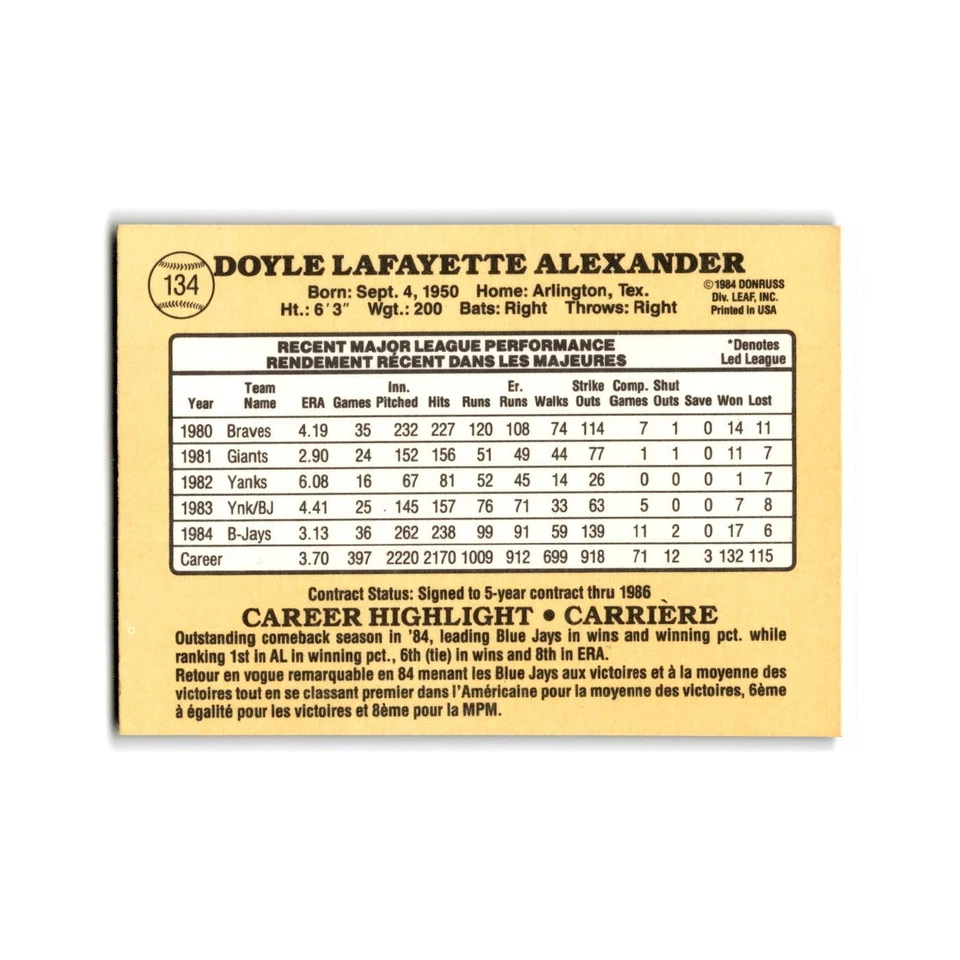 134
DOYLE LAFAYETTE ALEXANDER
Born: Sept. 4, 1950 Home: Arlington, Tex.
Ht.: 6'3" Wgt.: 200 Bats: Right Throws: Right
©1984 DONRUSS
Div. LEAF, INC.
Printed in USA
RECENT MAJOR LEAGUE PERFORMANCE
RENDEMENT RÉCENT DANS LES MAJEURES
*Denotes
Led League
Year Team Name ERA Games Inn. Pitched Hits Runs Er. Runs Walks Strike Outs Comp. Games Shut Outs Save Won Lost
1980 Braves 4.19 35 232 227 120 108 74 114 7 1 0 14 11
1981 Giants 2.90 24 152 156 51 49 44 77 1 1 0 11 7
1982 Yanks 6.08 16 67 81 52 45 14 26 0 0 0 1 7
1983 Ynk/BJ 4.41 25 145 157 76 71 33 63 5 0 0 7 8
1984 B-Jays 3.13 36 262 238 99 91 59 139 11 2 0 17 6
Career 3.70 397 2220 2170 1009 912 699 918 71 12 3 132 115
Contract Status: Signed to 5-year contract thru 1986
CAREER HIGHLIGHT • CARRIÈRE
Outstanding comeback season in '84, leading Blue Jays in wins and winning pct. while
ranking 1st in AL in winning pct., 6th (tie) in wins and 8th in ERA.
Retour en vogue remarquable en 84 menant les Blue Jays aux victoires et à la moyenne des
victoires tout en se classant premier dans l'Américaine pour la moyenne des victoires, 6ème
à égalité pour les victoires et 8ème pour la MPM.